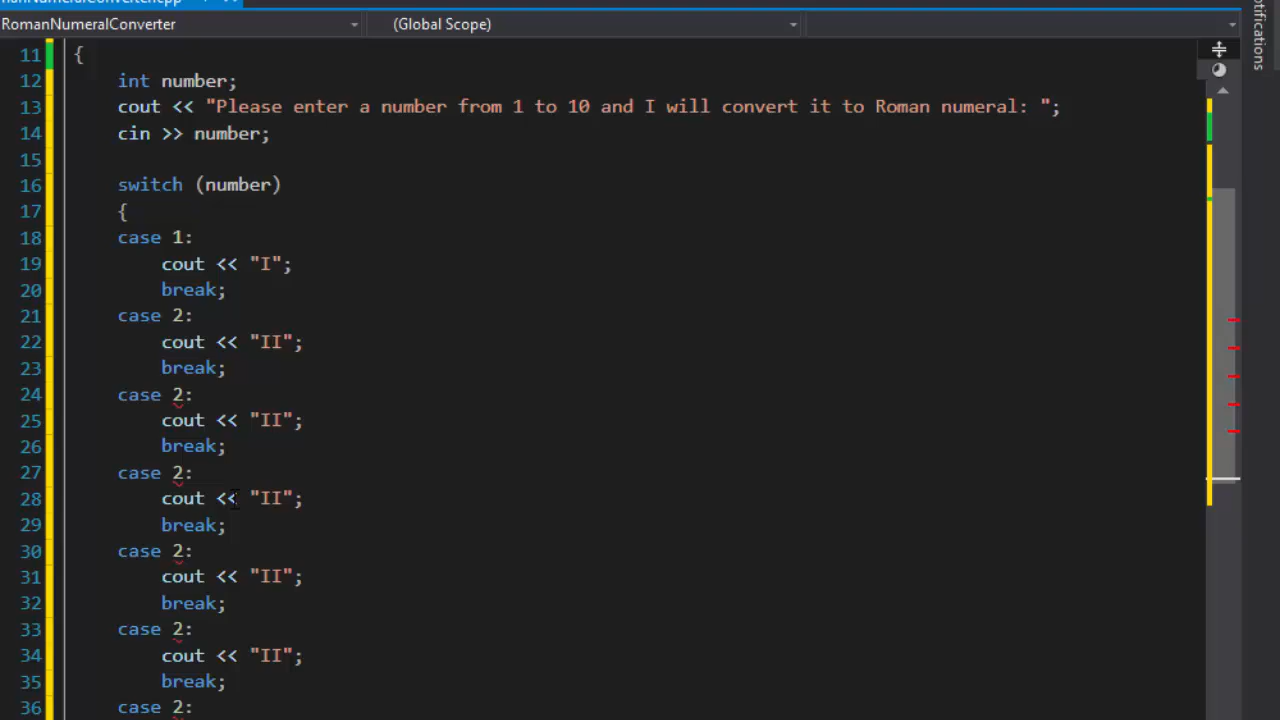 RomanNumeralConverter
(Global Scope)
11 {
12 int number;
13 cout << "Please enter a number from 1 to 10 and I will convert it to Roman numeral: ";
14 cin >> number;
15
16 switch (number)
17 {
18 case 1:
19 cout << "I";
20 break;
21 case 2:
22 cout << "II";
23 break;
24 case 2:
25 cout << "II";
26 break;
27 case 2:
28 cout << "II";
29 break;
30 case 2:
31 cout << "II";
32 break;
33 case 2:
34 cout << "II";
35 break;
36 case 2: